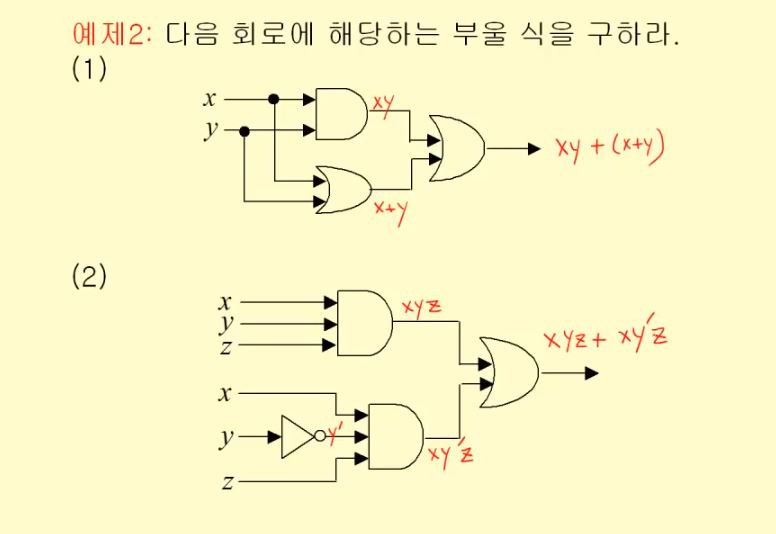 예제2: 다음 회로에 해당하는 부울 식을 구하라.
(1)
x
xy
y
xy + (x+y)
x+y
(2)
x
xyz
y
z
xyz + xy'z
x
y
y'
xy'z
z